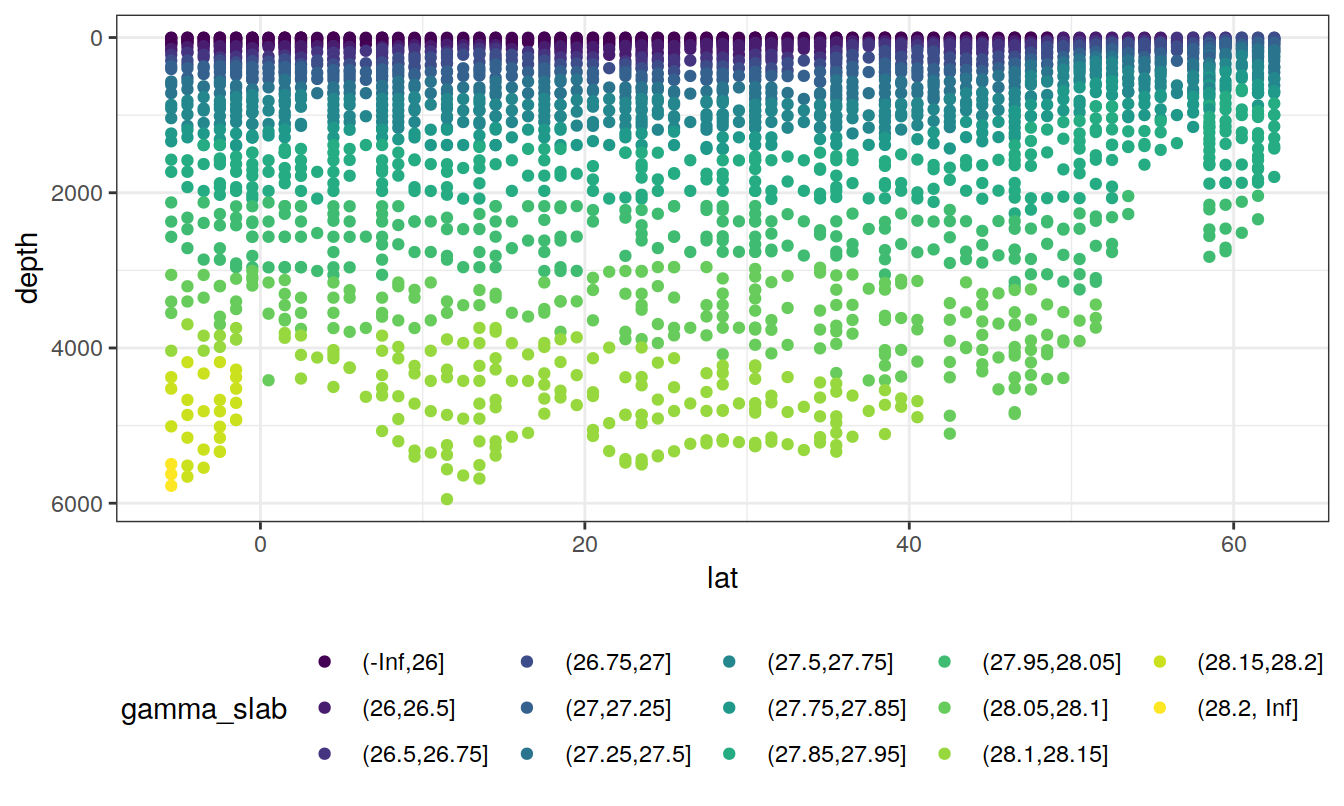 0
2000
4000
6000
depth
0 20 40 60
lat
gamma_slab
(-Inf,26] (26.75,27] (27.5,27.75] (27.95,28.05] (28.15,28.2]
(26,26.5] (27,27.25] (27.75,27.85] (28.05,28.1] (28.2, Inf]
(26.5,26.75] (27.25,27.5] (27.85,27.95] (28.1,28.15]